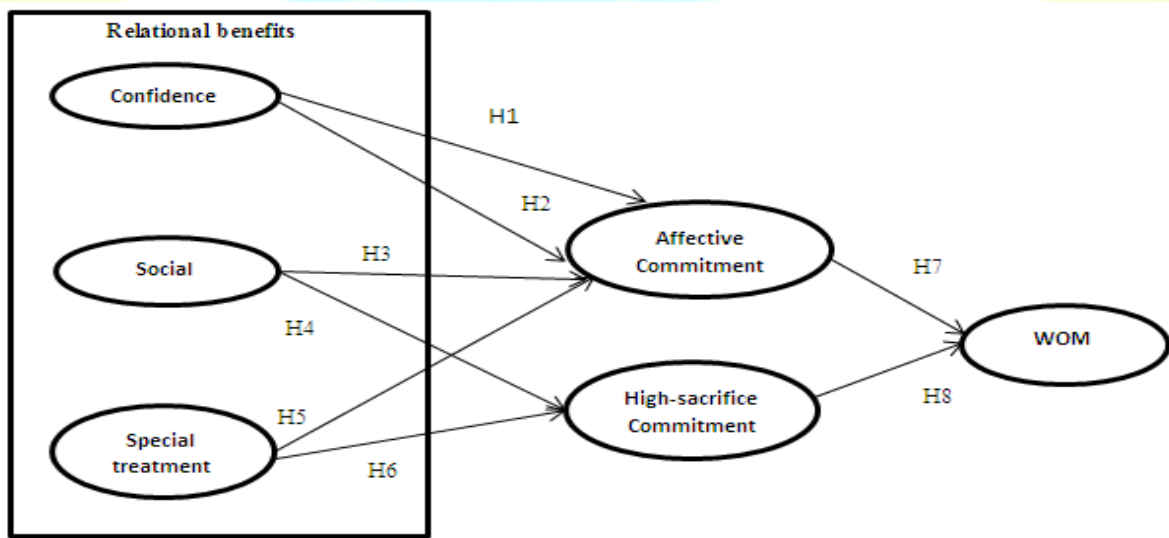 Relational benefits
Confidence
H1
H2
Affective
Commitment
Social
H3
H4
H7
WOM
High-sacrifice
Commitment
H8
H5
Special
treatment
H6